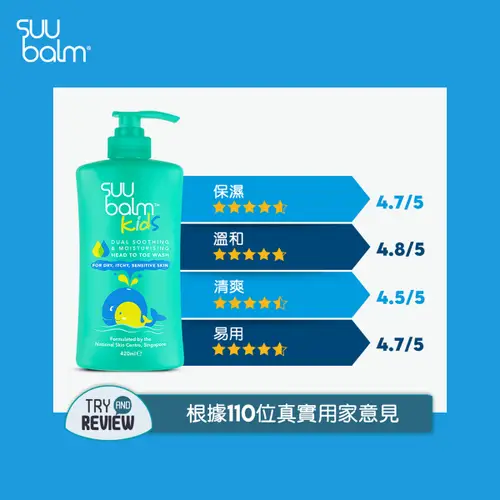 suu
balm®
suu
balm™
kids
DUAL SOOTHING
& MOISTURISING
HEAD TO TOE WASH
FOR DRY, ITCHY, SENSITIVE SKIN
Formulated by the
National Skin Centre, Singapore
420ml℮
保濕
4.7/5
溫和
4.8/5
清爽
4.5/5
易用
4.7/5
TRY AND
REVIEW
根據110位真實用家意見